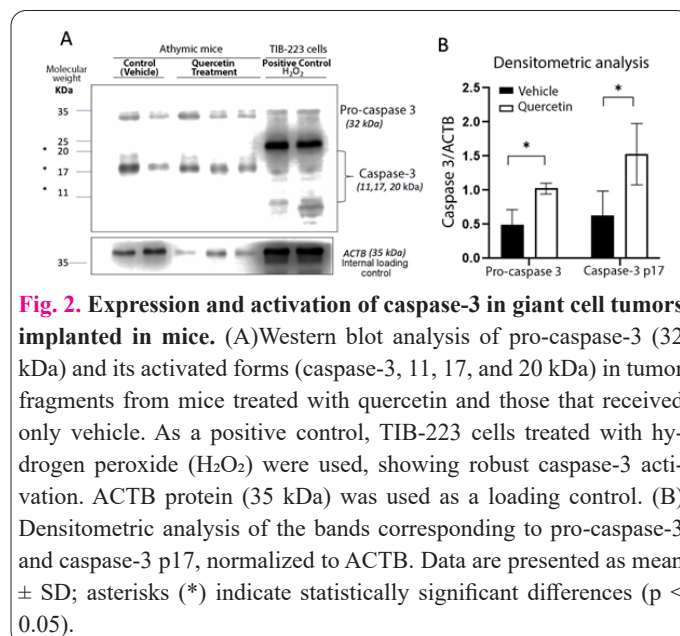 A
Athymic mice
TIB-223 cells
Molecular
weight
KDa
Control
(Vehicle)
Quercetin
Treatment
Positive Control
H₂O₂
35
25
* 20
* 17
* 11
Pro-caspase 3
(32 kDa)
Caspase-3
(11,17, 20 kDa)
35
ACTB (35 kDa)
Internal loading
control
B
Densitometric analysis
Vehicle
Quercetin
Caspase 3/ACTB
2.5
2.0
1.5
1.0
0.5
0.0
*
*
Pro-caspase 3
Caspase-3 p17
Fig. 2. Expression and activation of caspase-3 in giant cell tumors
implanted in mice. (A)Western blot analysis of pro-caspase-3 (32
kDa) and its activated forms (caspase-3, 11, 17, and 20 kDa) in tumor
fragments from mice treated with quercetin and those that received
only vehicle. As a positive control, TIB-223 cells treated with hy-
drogen peroxide (H₂O₂) were used, showing robust caspase-3 acti-
vation. ACTB protein (35 kDa) was used as a loading control. (B)
Densitometric analysis of the bands corresponding to pro-caspase-3
and caspase-3 p17, normalized to ACTB. Data are presented as mean
± SD; asterisks (*) indicate statistically significant differences (p <
0.05).